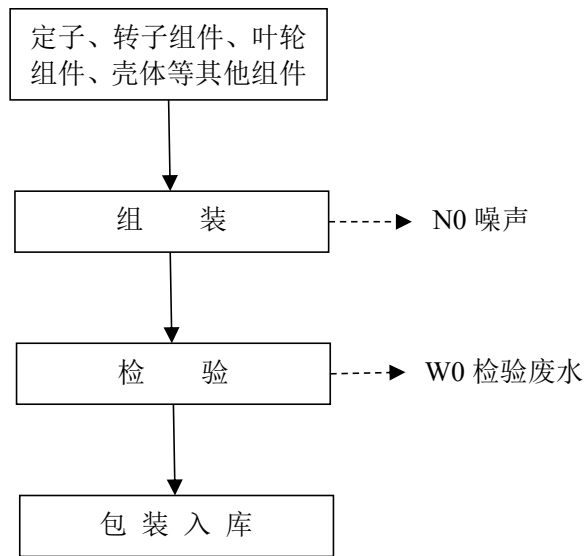 定子、转子组件、叶轮
组件、壳体等其他组件
组 装
N0 噪声
检 验
W0 检验废水
包 装 入 库